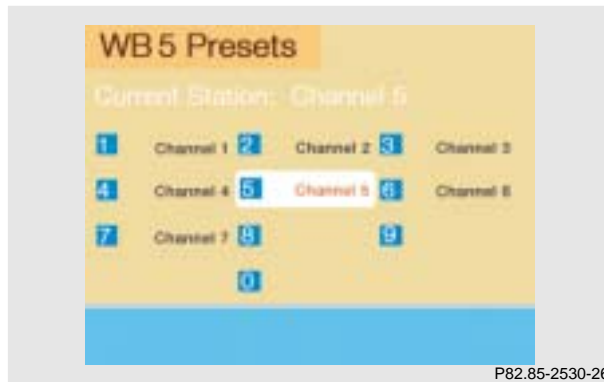 WB 5 Presets
Current Station: Channel 5
1 Channel 1 2 Channel 2 3 Channel 3
4 Channel 4 5 Channel 5 6 Channel 6
7 Channel 7 8 9
0
P82.85-2530-26